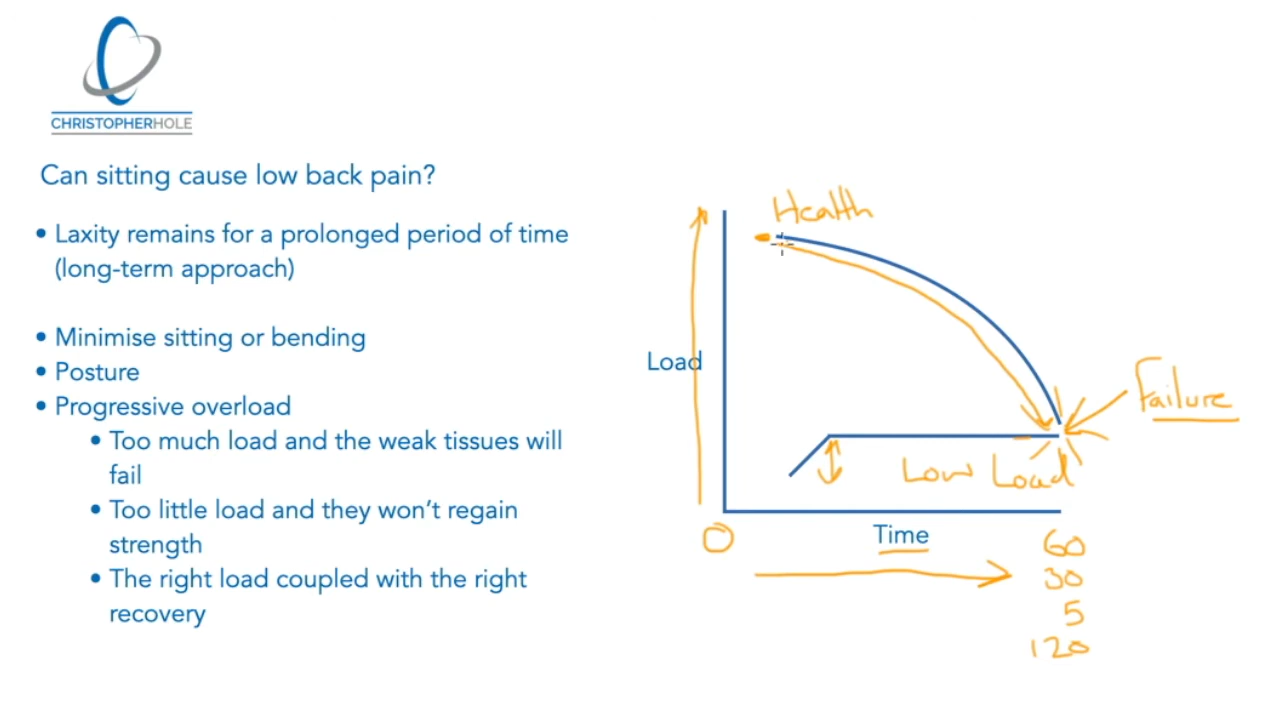 CHRISTOPHERHOLE
Can sitting cause low back pain?
• Laxity remains for a prolonged period of time
(long-term approach)
• Minimise sitting or bending
• Posture
• Progressive overload
• Too much load and the weak tissues will
fail
• Too little load and they won't regain
strength
• The right load coupled with the right
recovery
Health
Load
Failure
Low Load
0
Time
60
30
5
120